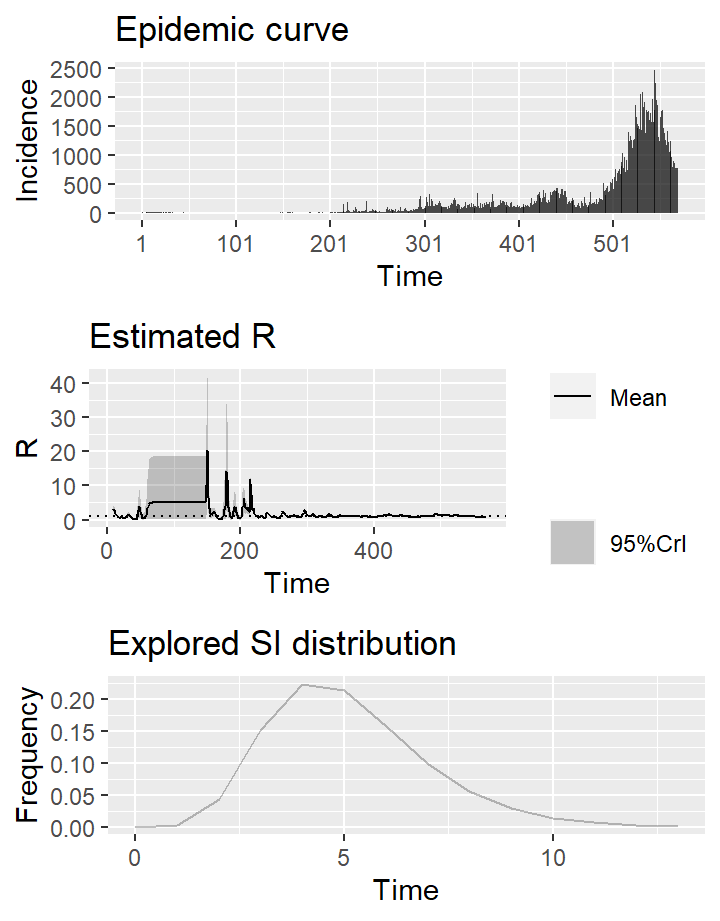 Epidemic curve
2500
2000
1500
1000
500
0
Incidence
1 101 201 301 401 501
Time
Estimated R
40
30
20
10
0
R
0 200 400
Time
Mean
95%CrI
Explored SI distribution
0.20
0.15
0.10
0.05
0.00
Frequency
0 5 10
Time